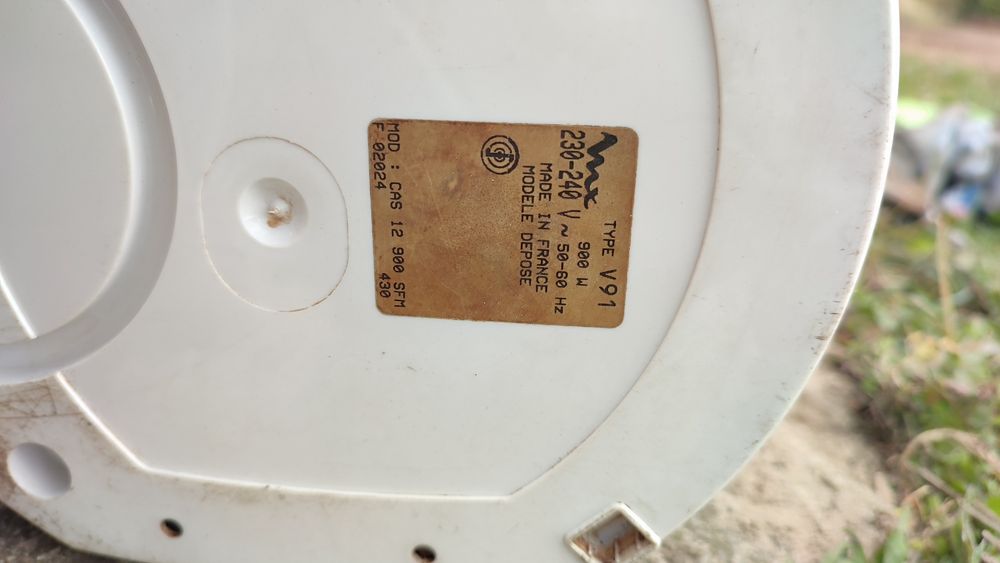 TYPE V91
900 W
230-240 V ~ 50-60 Hz
MADE IN FRANCE
MODELE DEPOSE
MOD : CAS 12 900 SFM
F 02024 430